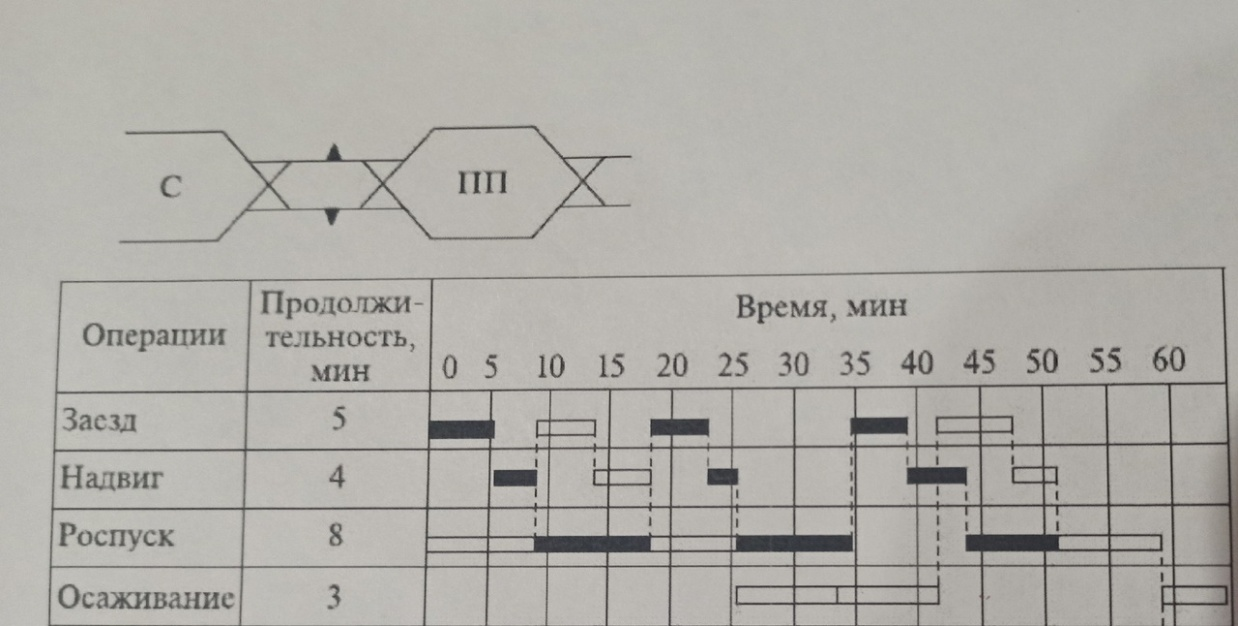 С ПП
Операции
Продолжи-
тельность,
мин
Время, мин
0 5 10 15 20 25 30 35 40 45 50 55 60
Заезд 5
Надвиг 4
Роспуск 8
Осаживание 3